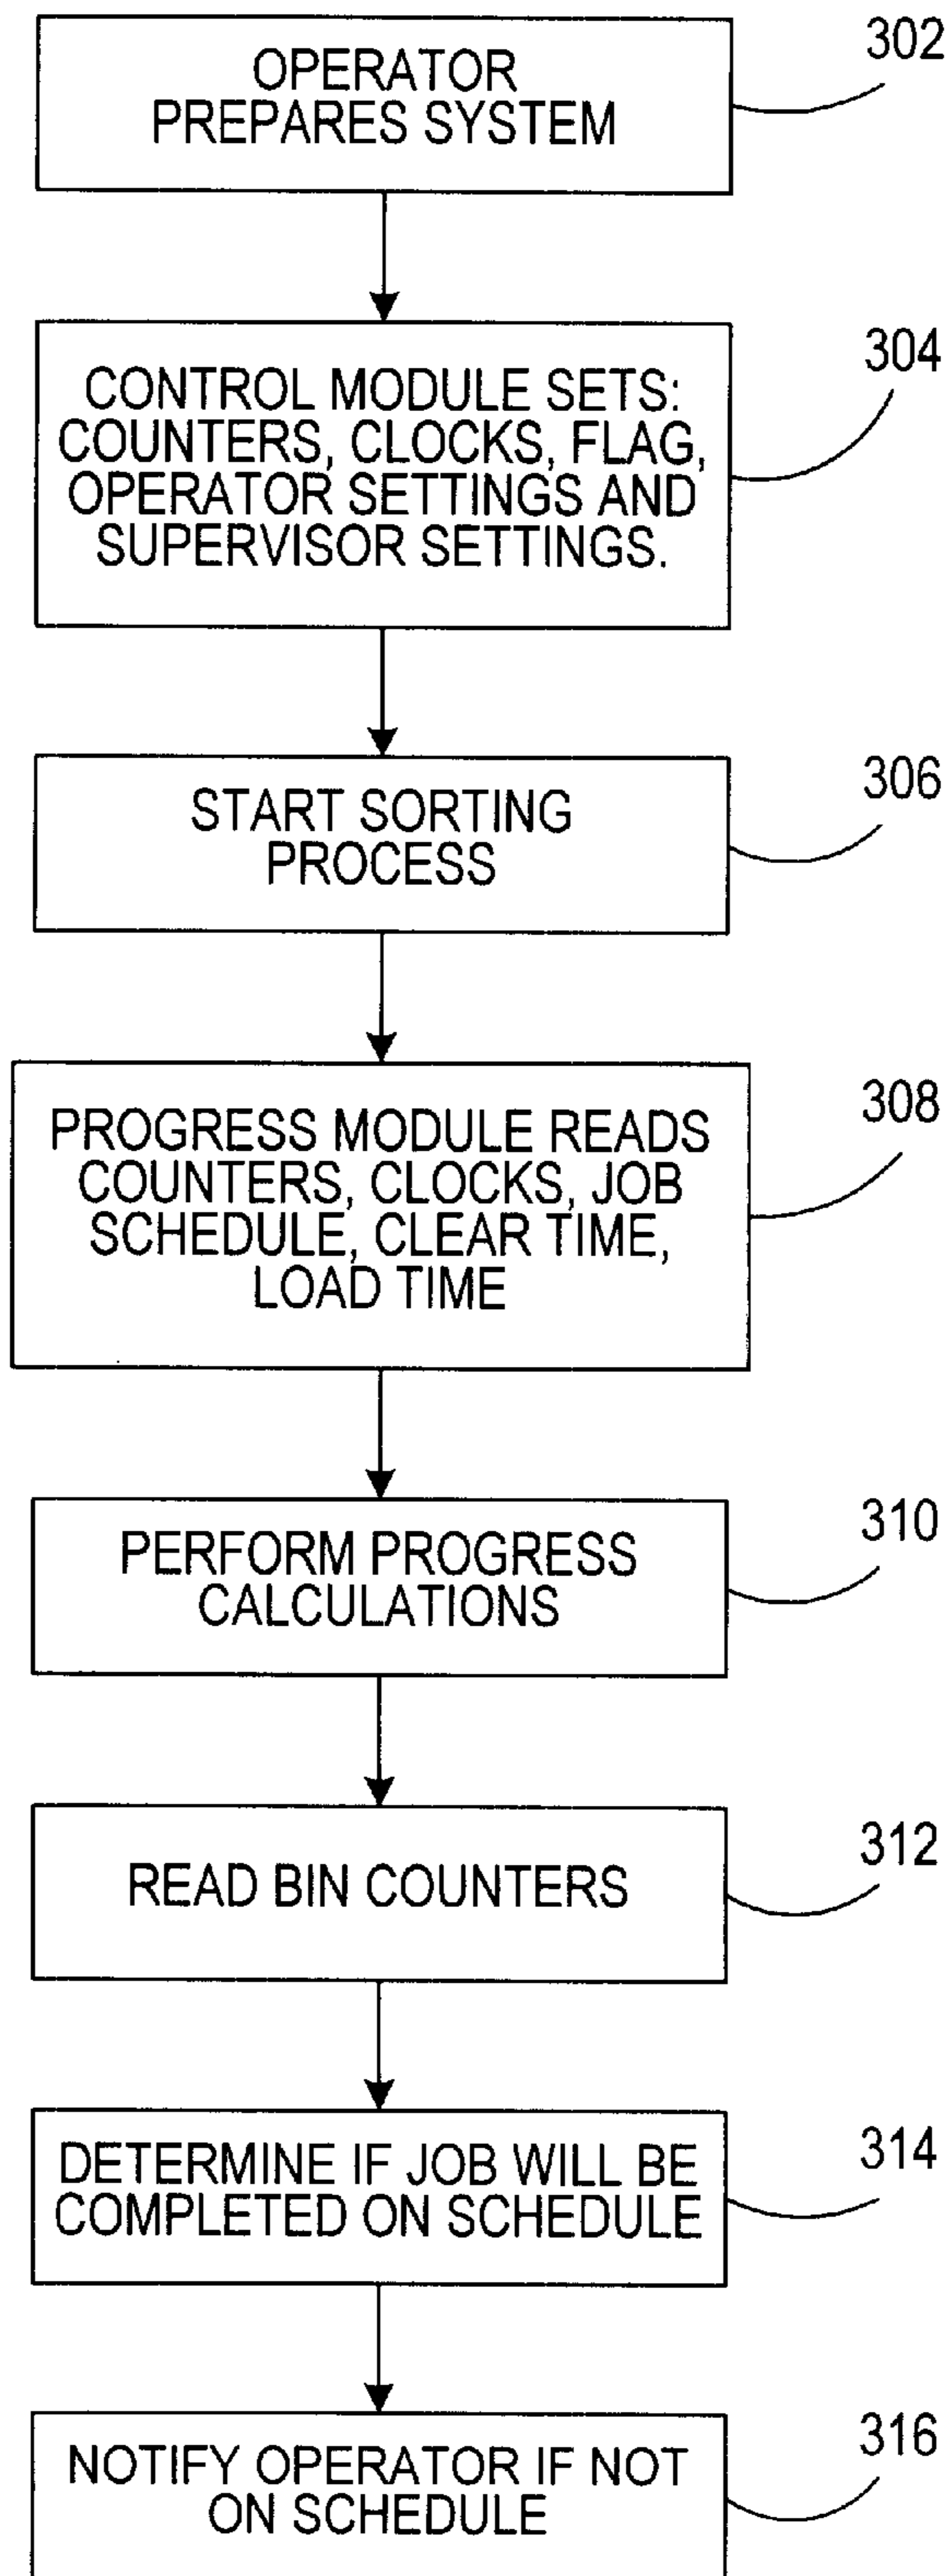 302
OPERATOR
PREPARES SYSTEM
304
CONTROL MODULE SETS:
COUNTERS, CLOCKS, FLAG,
OPERATOR SETTINGS AND
SUPERVISOR SETTINGS.
306
START SORTING
PROCESS
308
PROGRESS MODULE READS
COUNTERS, CLOCKS, JOB
SCHEDULE, CLEAR TIME,
LOAD TIME
310
PERFORM PROGRESS
CALCULATIONS
312
READ BIN COUNTERS
314
DETERMINE IF JOB WILL BE
COMPLETED ON SCHEDULE
316
NOTIFY OPERATOR IF NOT
ON SCHEDULE